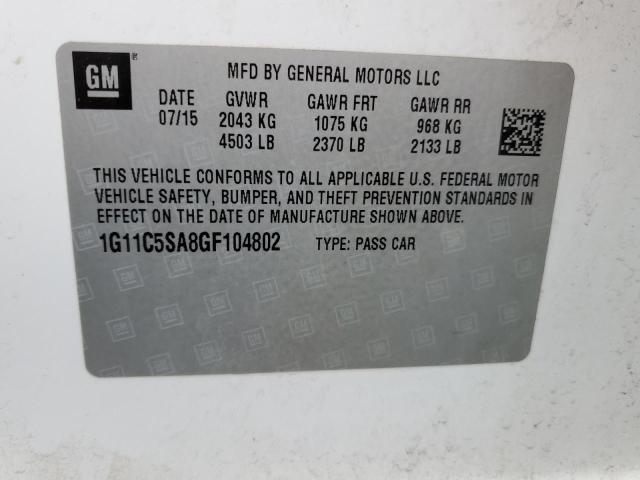 GM
MFD BY GENERAL MOTORS LLC
DATE GVWR GAWR FRT GAWR RR
07/15 2043 KG 1075 KG 968 KG
4503 LB 2370 LB 2133 LB
THIS VEHICLE CONFORMS TO ALL APPLICABLE U.S. FEDERAL MOTOR
VEHICLE SAFETY, BUMPER, AND THEFT PREVENTION STANDARDS IN
EFFECT ON THE DATE OF MANUFACTURE SHOWN ABOVE.
1G11C5SA8GF104802 TYPE: PASS CAR